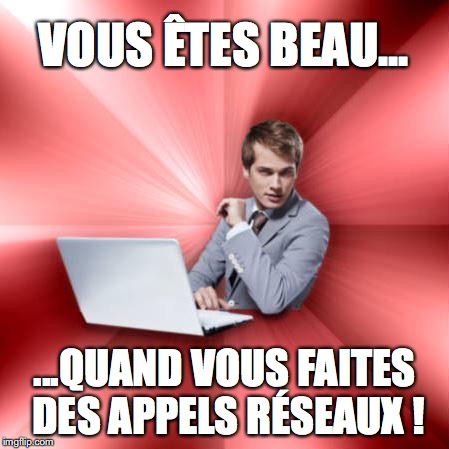 VOUS ÊTES BEAU...
...QUAND VOUS FAITES
DES APPELS RÉSEAUX !
imgflip.com